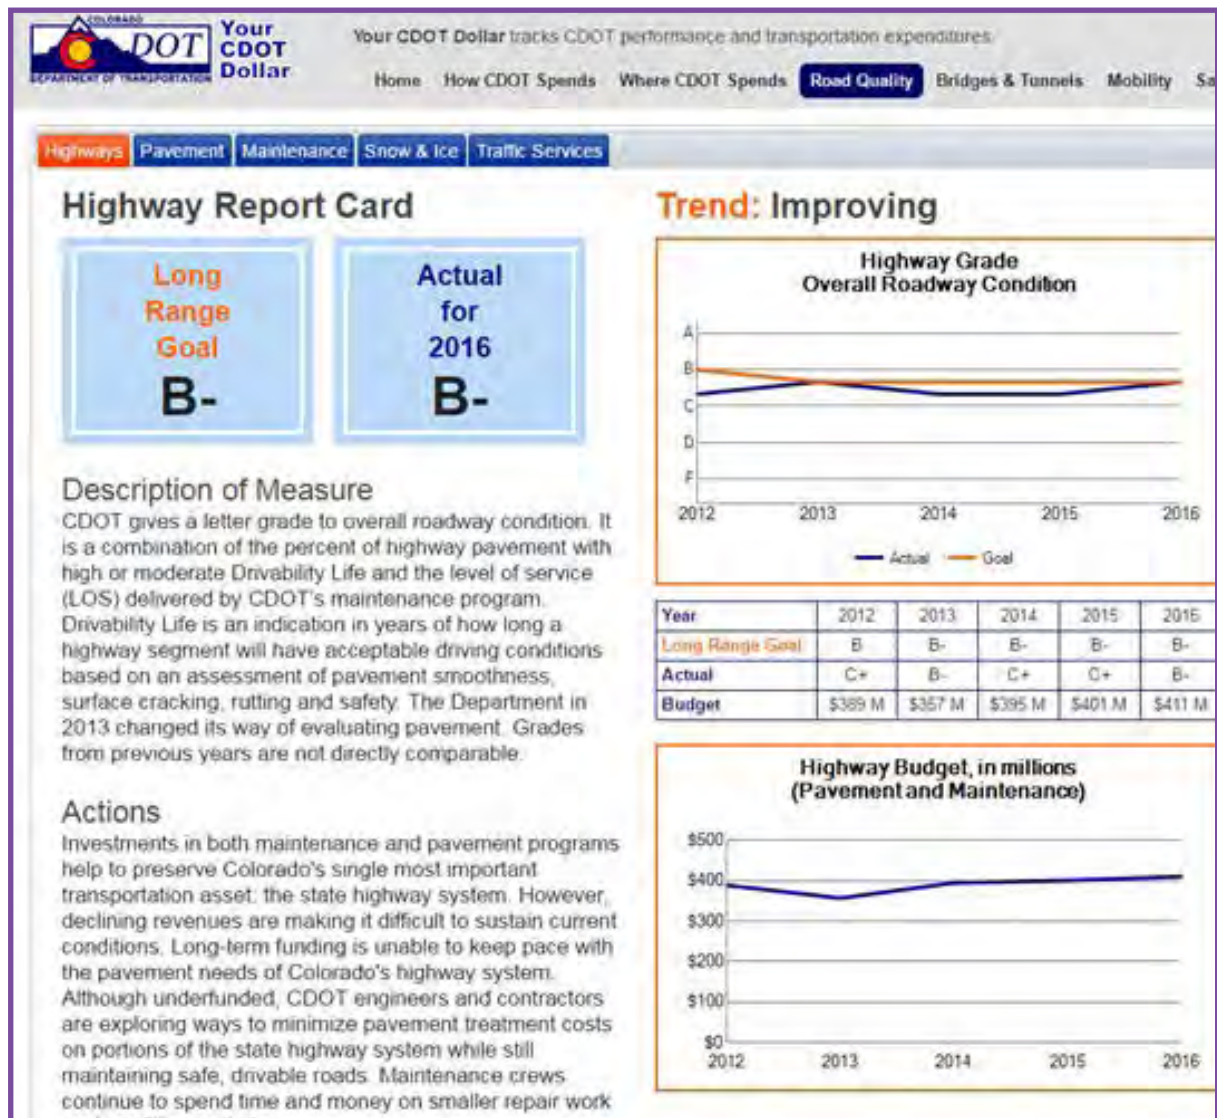 COLORADO
DOT
DEPARTMENT OF TRANSPORTATION
Your
CDOT
Dollar
Your CDOT Dollar tracks CDOT performance and transportation expenditures.
Home How CDOT Spends Where CDOT Spends Road Quality Bridges & Tunnels Mobility Sa
Highways Pavement Maintenance Snow & Ice Traffic Services
Highway Report Card
Long
Range
Goal
B-
Actual
for
2016
B-
Description of Measure
CDOT gives a letter grade to overall roadway condition. It
is a combination of the percent of highway pavement with
high or moderate Drivability Life and the level of service
(LOS) delivered by CDOT's maintenance program.
Drivability Life is an indication in years of how long a
highway segment will have acceptable driving conditions
based on an assessment of pavement smoothness,
surface cracking, rutting and safety. The Department in
2013 changed its way of evaluating pavement. Grades
from previous years are not directly comparable.
Actions
Investments in both maintenance and pavement programs
help to preserve Colorado's single most important
transportation asset: the state highway system. However,
declining revenues are making it difficult to sustain current
conditions. Long-term funding is unable to keep pace with
the pavement needs of Colorado's highway system.
Although underfunded, CDOT engineers and contractors
are exploring ways to minimize pavement treatment costs
on portions of the state highway system while still
maintaining safe, drivable roads. Maintenance crews
continue to spend time and money on smaller repair work
Trend: Improving
Highway Grade
Overall Roadway Condition
A
B
C
D
F
2012 2013 2014 2015 2016
Actual Goal
Year 2012 2013 2014 2015 2016
Long Range Goal B B- B- B- B-
Actual C+ B- C+ C+ B-
Budget $389 M $357 M $395 M $401 M $411 M
Highway Budget, in millions
(Pavement and Maintenance)
$500
$400
$300
$200
$100
$0
2012 2013 2014 2015 2016